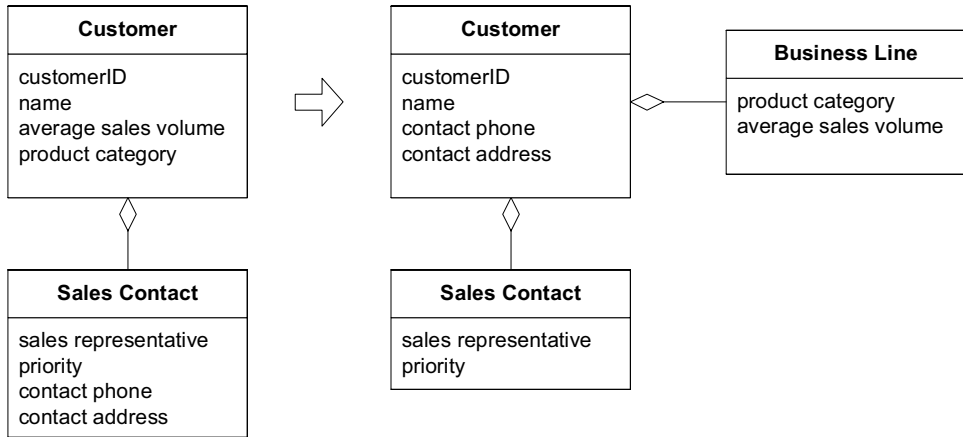 Customer
customerID
name
average sales volume
product category
Sales Contact
sales representative
priority
contact phone
contact address
Customer
customerID
name
contact phone
contact address
Sales Contact
sales representative
priority
Business Line
product category
average sales volume